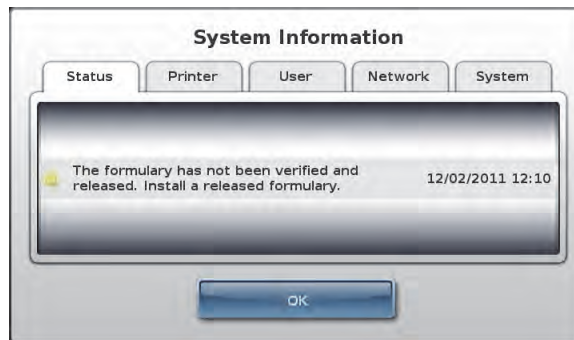 System Information
Status Printer User Network System
The formulary has not been verified and
released. Install a released formulary.
12/02/2011 12:10
OK